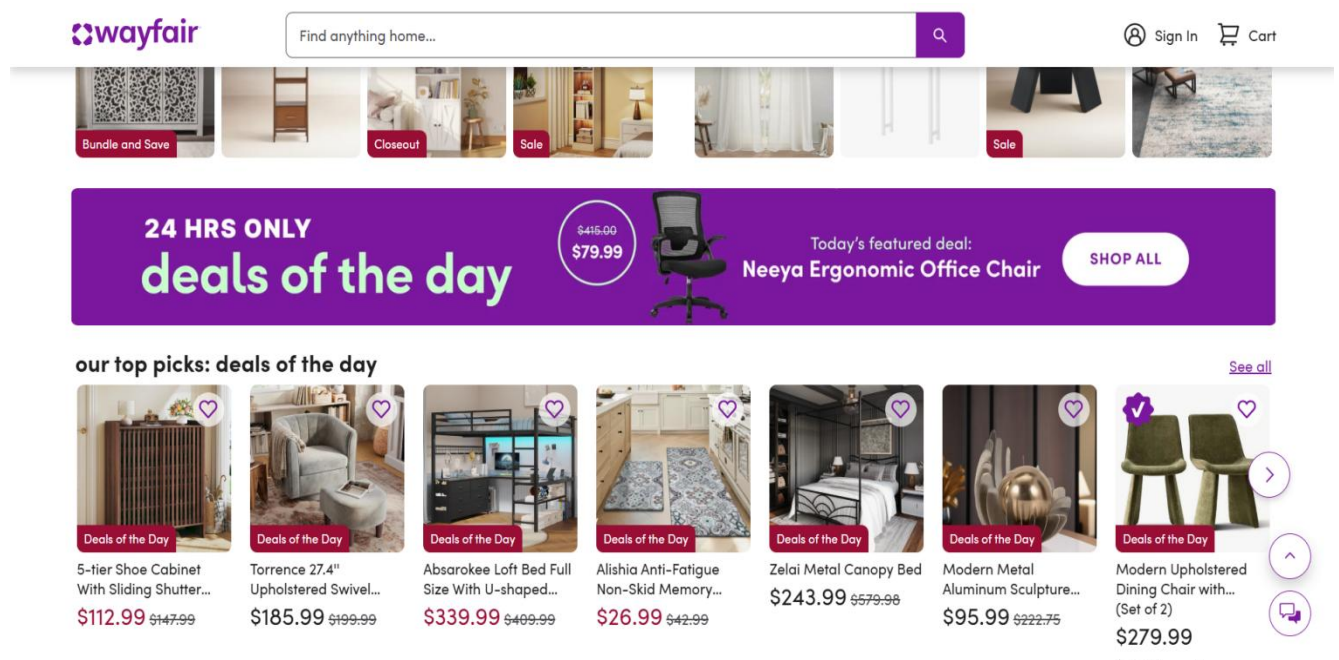 wayfair
Find anything home...
Sign In
Cart
Bundle and Save
Closeout
Sale
Sale
24 HRS ONLY
deals of the day
$415.00
$79.99
Today's featured deal:
Neeya Ergonomic Office Chair
SHOP ALL
our top picks: deals of the day
See all
Deals of the Day
5-tier Shoe Cabinet
With Sliding Shutter...
$112.99 $147.99
Deals of the Day
Torrence 27.4"
Upholstered Swivel...
$185.99 $199.99
Deals of the Day
Absarokee Loft Bed Full
Size With U-shaped...
$339.99 $409.99
Deals of the Day
Alishia Anti-Fatigue
Non-Skid Memory...
$26.99 $42.99
Deals of the Day
Zelai Metal Canopy Bed
$243.99 $579.98
Deals of the Day
Modern Metal
Aluminum Sculpture...
$95.99 $222.75
Deals of the Day
Modern Upholstered
Dining Chair with...
(Set of 2)
$279.99